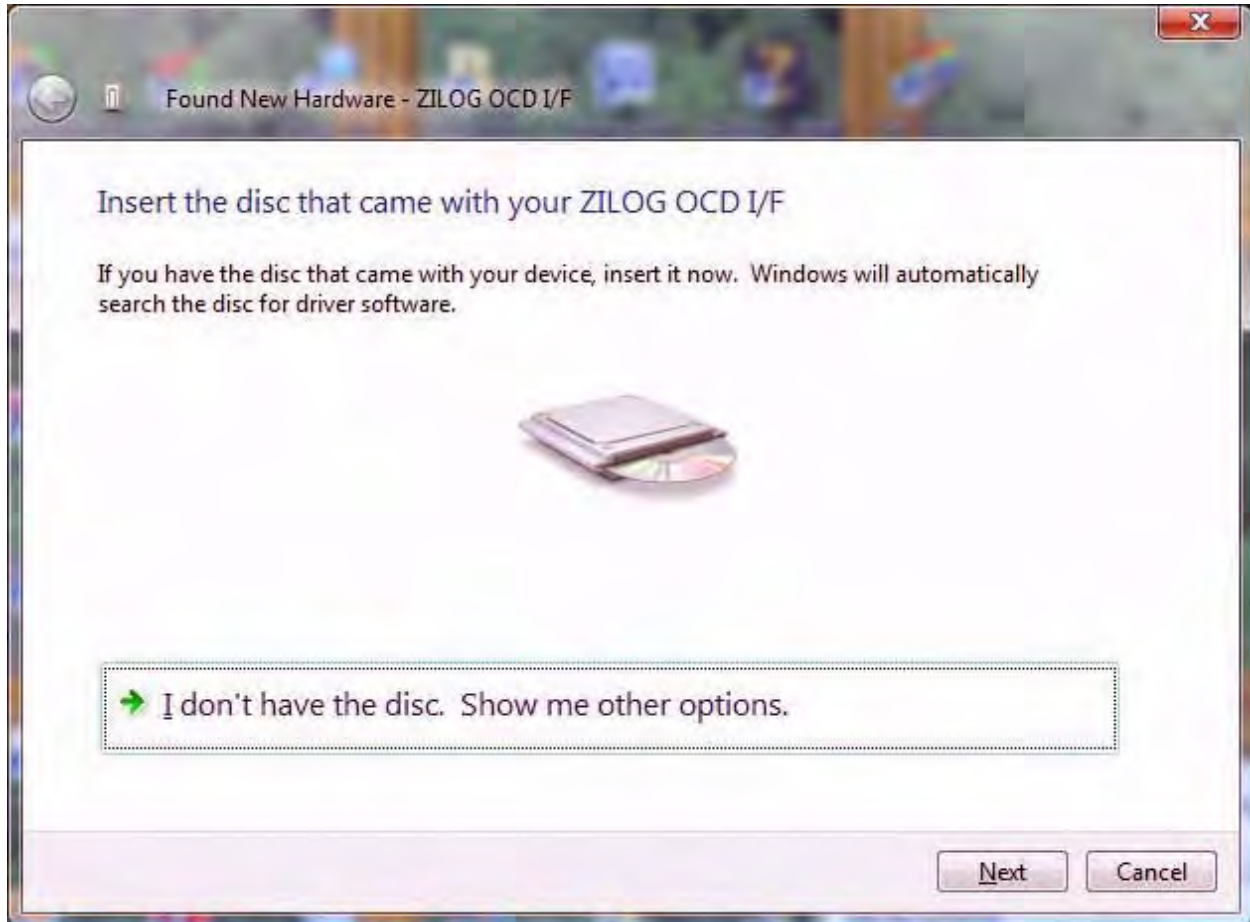 Found New Hardware - ZILOG OCD I/F
Insert the disc that came with your ZILOG OCD I/F
If you have the disc that came with your device, insert it now.  Windows will automatically
search the disc for driver software.
I don't have the disc.  Show me other options.
Next
Cancel